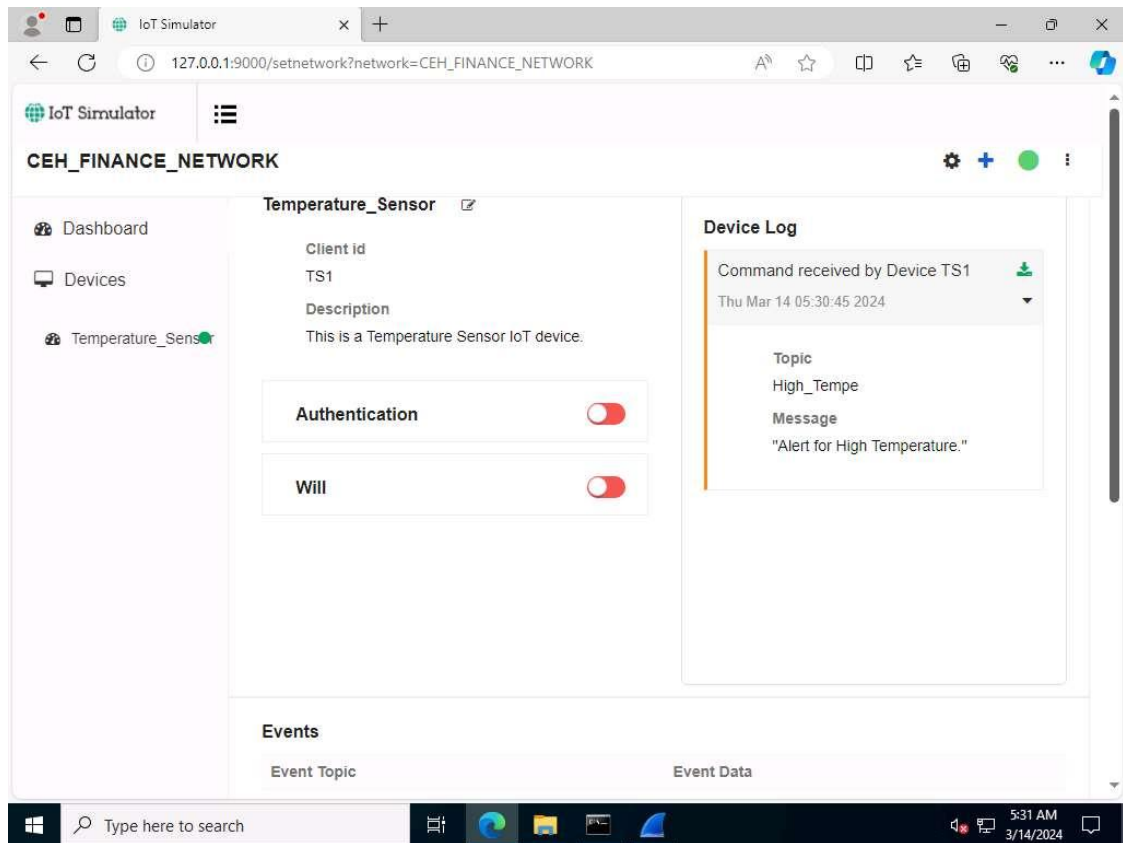 IoT Simulator
127.0.0.1:9000/setnetwork?network=CEH_FINANCE_NETWORK
IoT Simulator
CEH_FINANCE_NETWORK
Dashboard
Devices
Temperature_Sensor
Temperature_Sensor
Client id
TS1
Description
This is a Temperature Sensor IoT device.
Authentication
Will
Device Log
Command received by Device TS1
Thu Mar 14 05:30:45 2024
Topic
High_Tempe
Message
"Alert for High Temperature."
Events
Event Topic Event Data
Type here to search
5:31 AM
3/14/2024